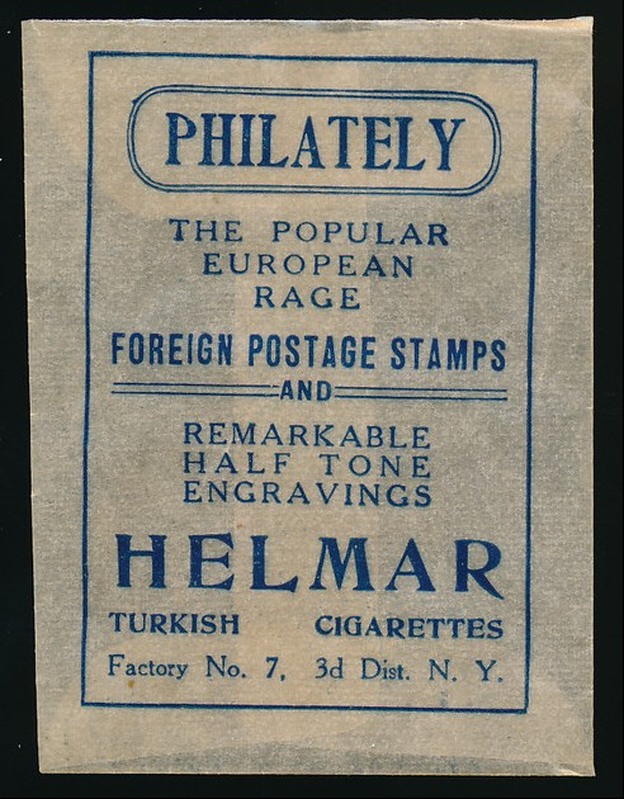 PHILATELY
THE POPULAR
EUROPEAN
RAGE
FOREIGN POSTAGE STAMPS
AND
REMARKABLE
HALF TONE
ENGRAVINGS
HELMAR
TURKISH CIGARETTES
Factory No. 7, 3d Dist. N. Y.